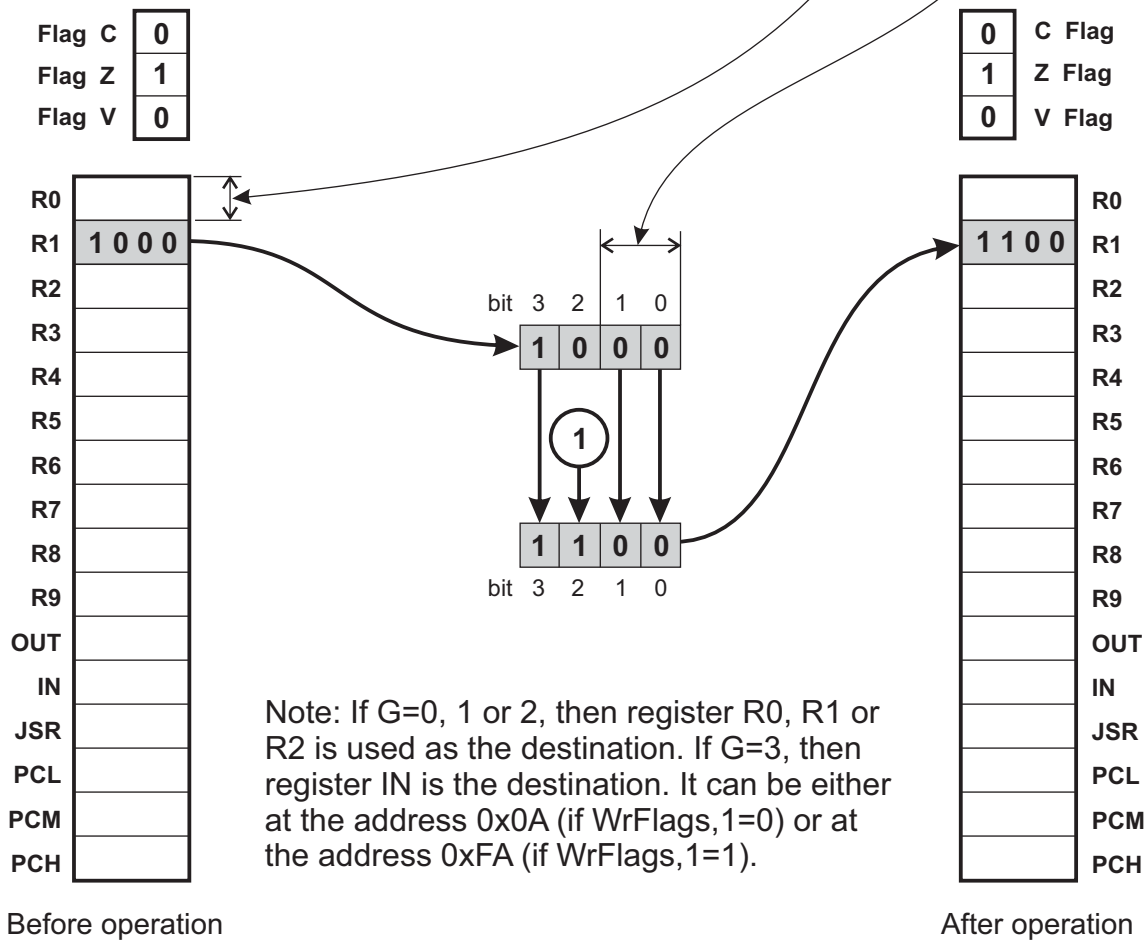 Flag C 0
Flag Z 1
Flag V 0
0 C Flag
1 Z Flag
0 V Flag
R0
R1 1 0 0 0
R2
R3
R4
R5
R6
R7
R8
R9
OUT
IN
JSR
PCL
PCM
PCH
bit 3 2 1 0
1 0 0 0
1
1 1 0 0
bit 3 2 1 0
Note: If G=0, 1 or 2, then register R0, R1 or
R2 is used as the destination. If G=3, then
register IN is the destination. It can be either
at the address 0x0A (if WrFlags,1=0) or at
the address 0xFA (if WrFlags,1=1).
R0
1 1 0 0 R1
R2
R3
R4
R5
R6
R7
R8
R9
OUT
IN
JSR
PCL
PCM
PCH
Before operation
After operation